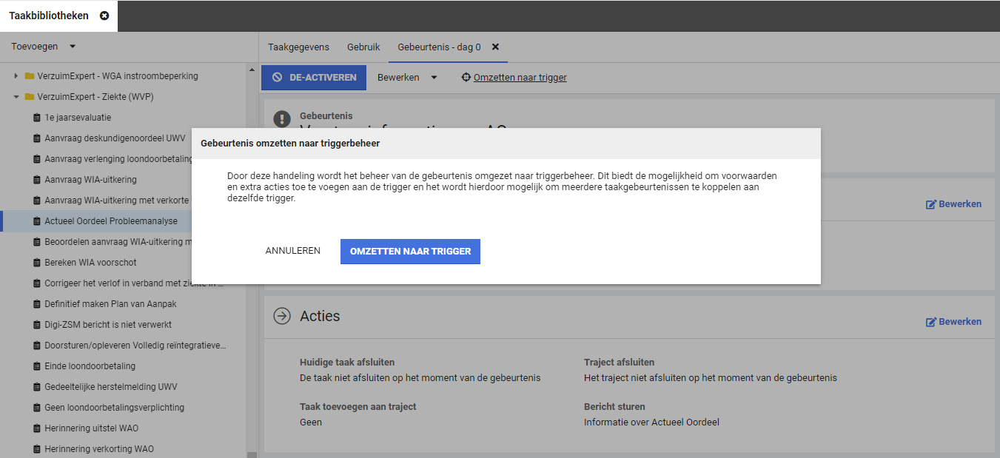 Taakbibliotheken
Toevoegen
VerzuimExpert - WGA instroombeperking
VerzuimExpert - Ziekte (WVP)
1e jaarsevaluatie
Aanvraag deskundigenoordeel UWV
Aanvraag verlenging loondoorbetaling
Aanvraag WIA-uitkering
Aanvraag WIA-uitkering met verkorte
Actueel Oordeel Probleemanalyse
Beoordelen aanvraag WIA-uitkering m
Bereken WIA voorschot
Corrigeer het verlof in verband met ziekte in ...
Definitief maken Plan van Aanpak
Digi-ZSM bericht is niet verwerkt
Doorsturen/opleveren Volledig reïntegratieve...
Einde loondoorbetaling
Gedeeltelijke herstelmelding UWV
Geen loondoorbetalingsverplichting
Herinnering uitstel WAO
Herinnering verkorting WAO
Taakgegevens Gebruik Gebeurtenis - dag 0
DE-ACTIVEREN Bewerken Omzetten naar trigger
Gebeurtenis
Gebeurtenis omzetten naar triggerbeheer
Door deze handeling wordt het beheer van de gebeurtenis omgezet naar triggerbeheer. Dit biedt de mogelijkheid om voorwaarden
en extra acties toe te voegen aan de trigger en het wordt hierdoor mogelijk om meerdere taakgebeurtenissen te koppelen aan
dezelfde trigger.
ANNULEREN OMZETTEN NAAR TRIGGER
Bewerken
Acties
Bewerken
Huidige taak afsluiten
De taak niet afsluiten op het moment van de gebeurtenis
Traject afsluiten
Het traject niet afsluiten op het moment van de gebeurtenis
Taak toevoegen aan traject
Geen
Bericht sturen
Informatie over Actueel Oordeel